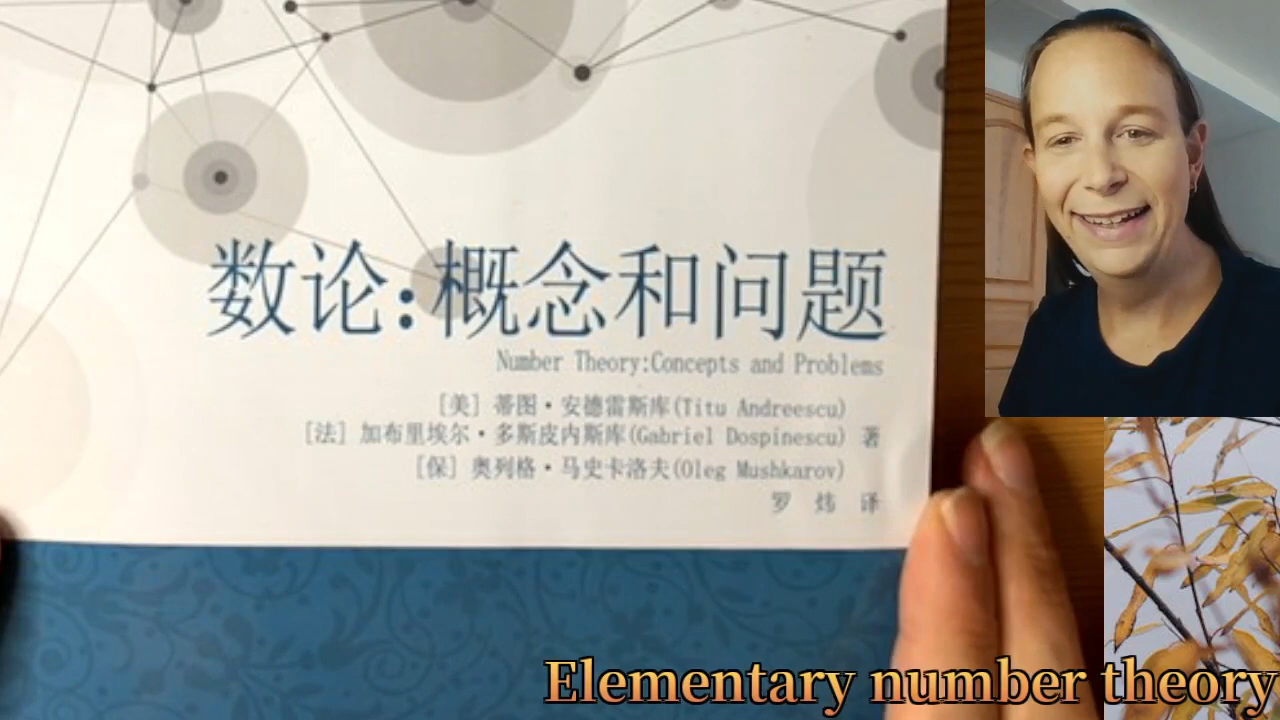 数论:概念和问题
Number Theory:Concepts and Problems
[美] 蒂图·安德雷斯库(Titu Andreescu)
[法] 加布里埃尔·多斯皮内斯库(Gabriel Dospinescu) 著
[保] 奥列格·马史卡洛夫(Oleg Mushkarov)
罗 炜 译
Elementary number theory